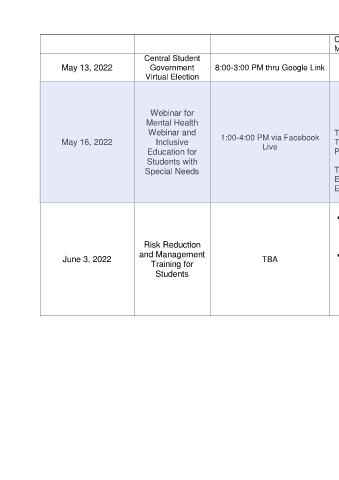 C
M
May 13, 2022
Central Student
Government
Virtual Election
8:00-3:00 PM thru Google Link
May 16, 2022
Webinar for
Mental Health
Webinar and
Inclusive
Education for
Students with
Special Needs
1:00-4:00 PM via Facebook
Live
T
T
P
T
E
E
June 3, 2022
Risk Reduction
and Management
Training for
Students
TBA
•
•